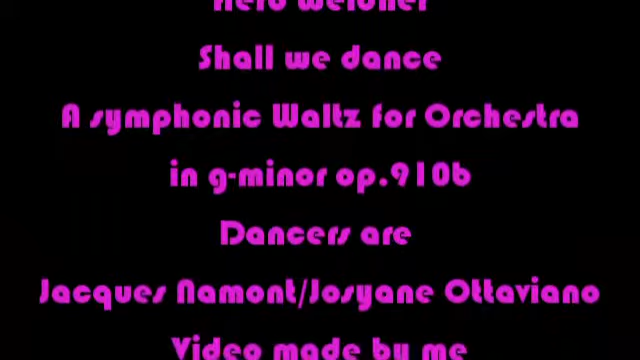 Shall we dance
A symphonic Waltz for Orchestra
in g-minor op.910b
Dancers are
Jacques Namont/Josyane Ottaviano
Video made by me